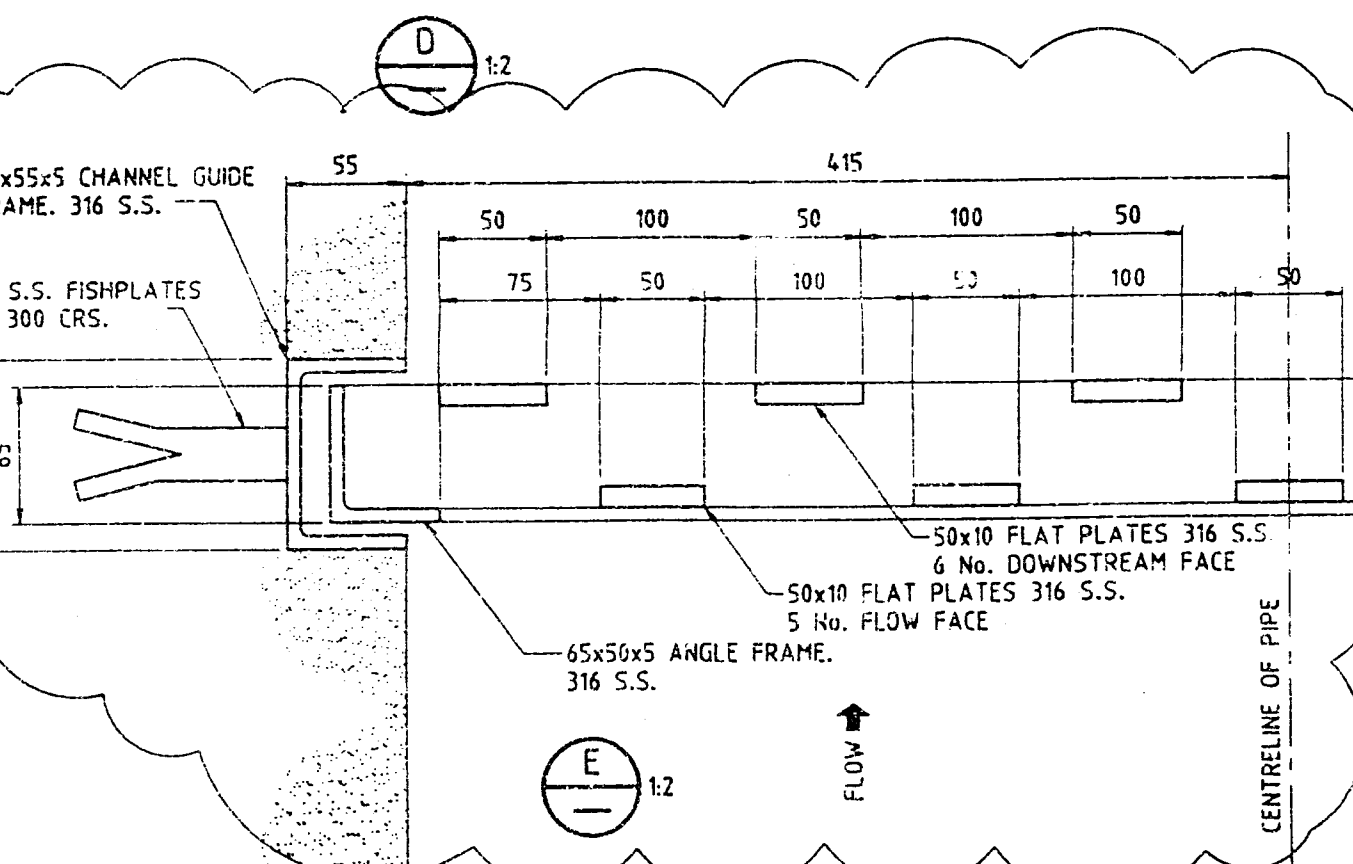 D
1:2
55
415
x55x5 CHANNEL GUIDE
AME. 316 S.S.
50 100 50 100 50
75 50 100 50 100 50
S.S. FISHPLATES
300 CRS.
50x10 FLAT PLATES 316 S.S.
6 No. DOWNSTREAM FACE
50x10 FLAT PLATES 316 S.S.
5 No. FLOW FACE
65x50x5 ANGLE FRAME.
316 S.S.
E
1:2
FLOW
CENTRELINE OF PIPE